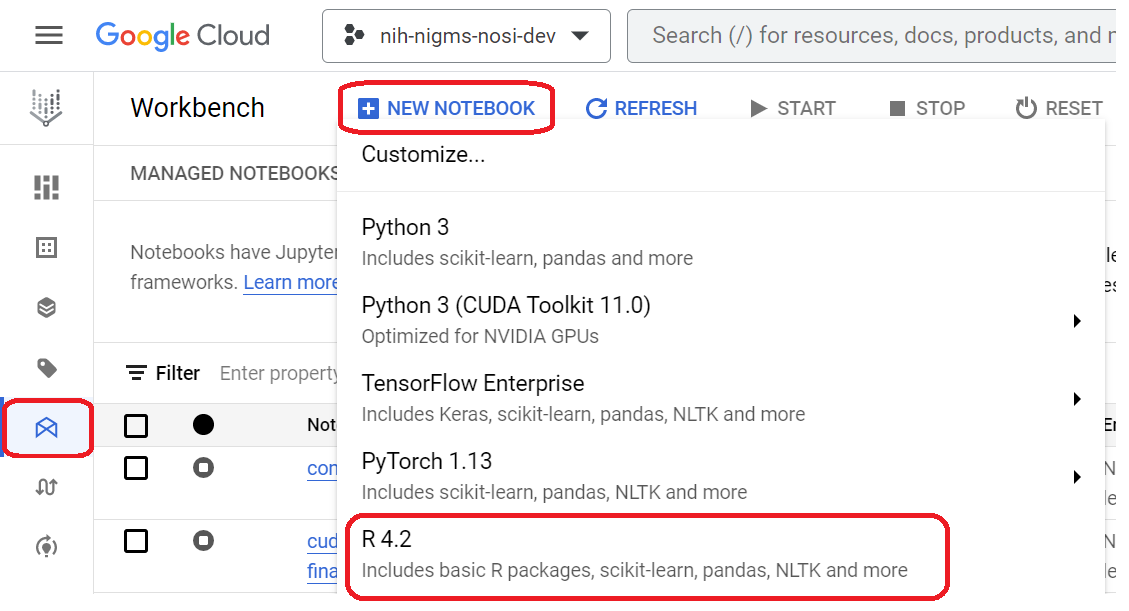 Google Cloud
nih-nigms-nosi-dev
Search (/) for resources, docs, products, and
Workbench
NEW NOTEBOOK
REFRESH
START
STOP
RESET
MANAGED NOTEBOOKS
Customize...
Notebooks have Jupyter
frameworks. Learn more
Python 3
Includes scikit-learn, pandas and more
Python 3 (CUDA Toolkit 11.0)
Optimized for NVIDIA GPUs
TensorFlow Enterprise
Includes Keras, scikit-learn, pandas, NLTK and more
PyTorch 1.13
Includes scikit-learn, pandas, NLTK and more
R 4.2
Includes basic R packages, scikit-learn, pandas, NLTK and more
Filter
Enter property